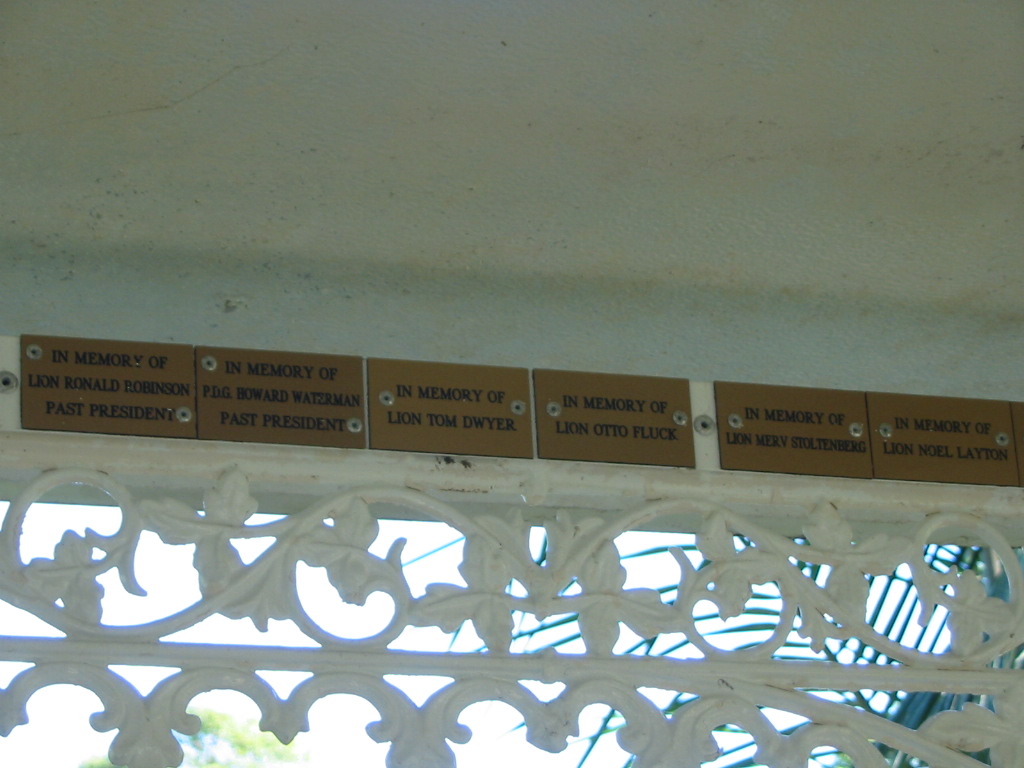 IN MEMORY OF
LION RONALD ROBINSON
PAST PRESIDENT
IN MEMORY OF
P.D.G. HOWARD WATERMAN
PAST PRESIDENT
IN MEMORY OF
LION TOM DWYER
IN MEMORY OF
LION OTTO FLUCK
IN MEMORY OF
LION MERV STOLTENBERG
IN MEMORY OF
LION NOEL LAYTON